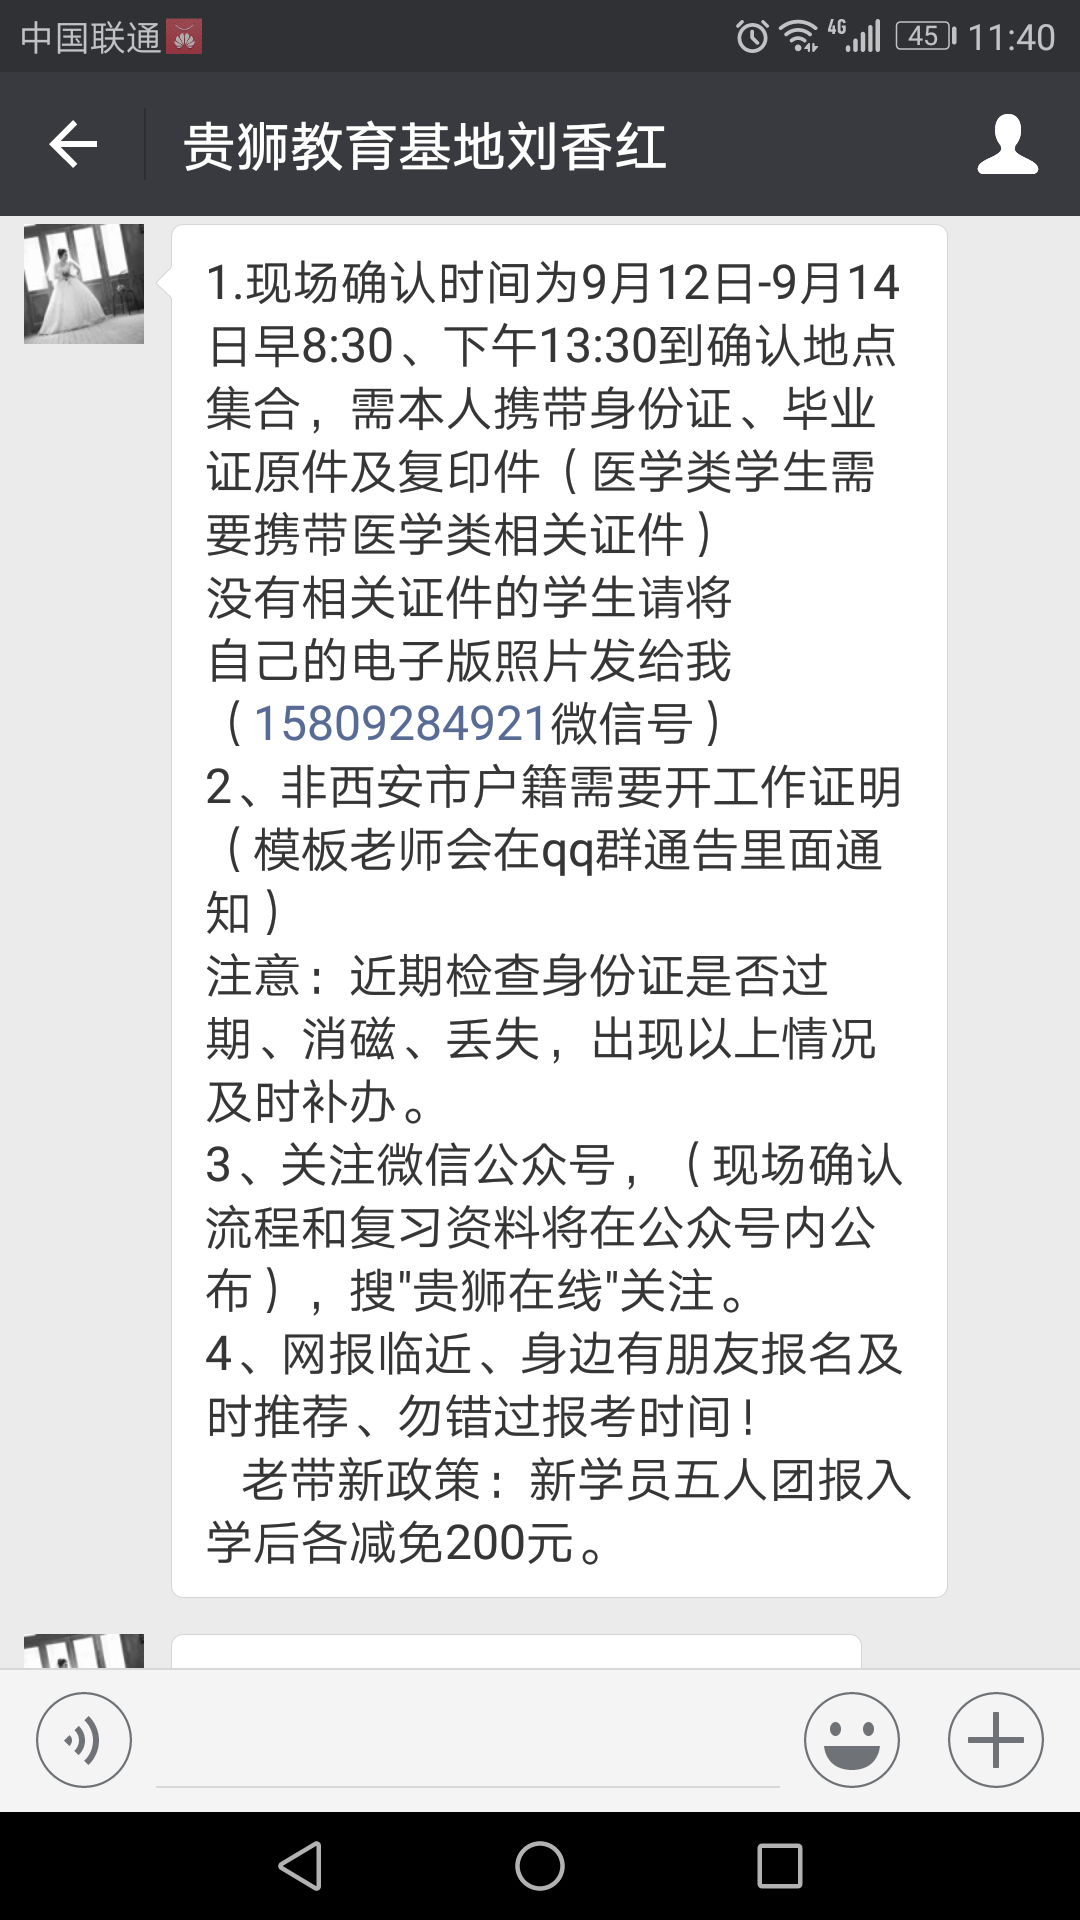 中国联通
4G
45
11:40
贵狮教育基地刘香红
1.现场确认时间为9月12日-9月14
日早8:30、下午13:30到确认地点
集合，需本人携带身份证、毕业
证原件及复印件（医学类学生需
要携带医学类相关证件）
没有相关证件的学生请将
自己的电子版照片发给我
（15809284921微信号）
2、非西安市户籍需要开工作证明
（模板老师会在qq群通告里面通
知）
注意：近期检查身份证是否过
期、消磁、丢失，出现以上情况
及时补办。
3、关注微信公众号，（现场确认
流程和复习资料将在公众号内公
布），搜"贵狮在线"关注。
4、网报临近、身边有朋友报名及
时推荐、勿错过报考时间！
老带新政策：新学员五人团报入
学后各减免200元。